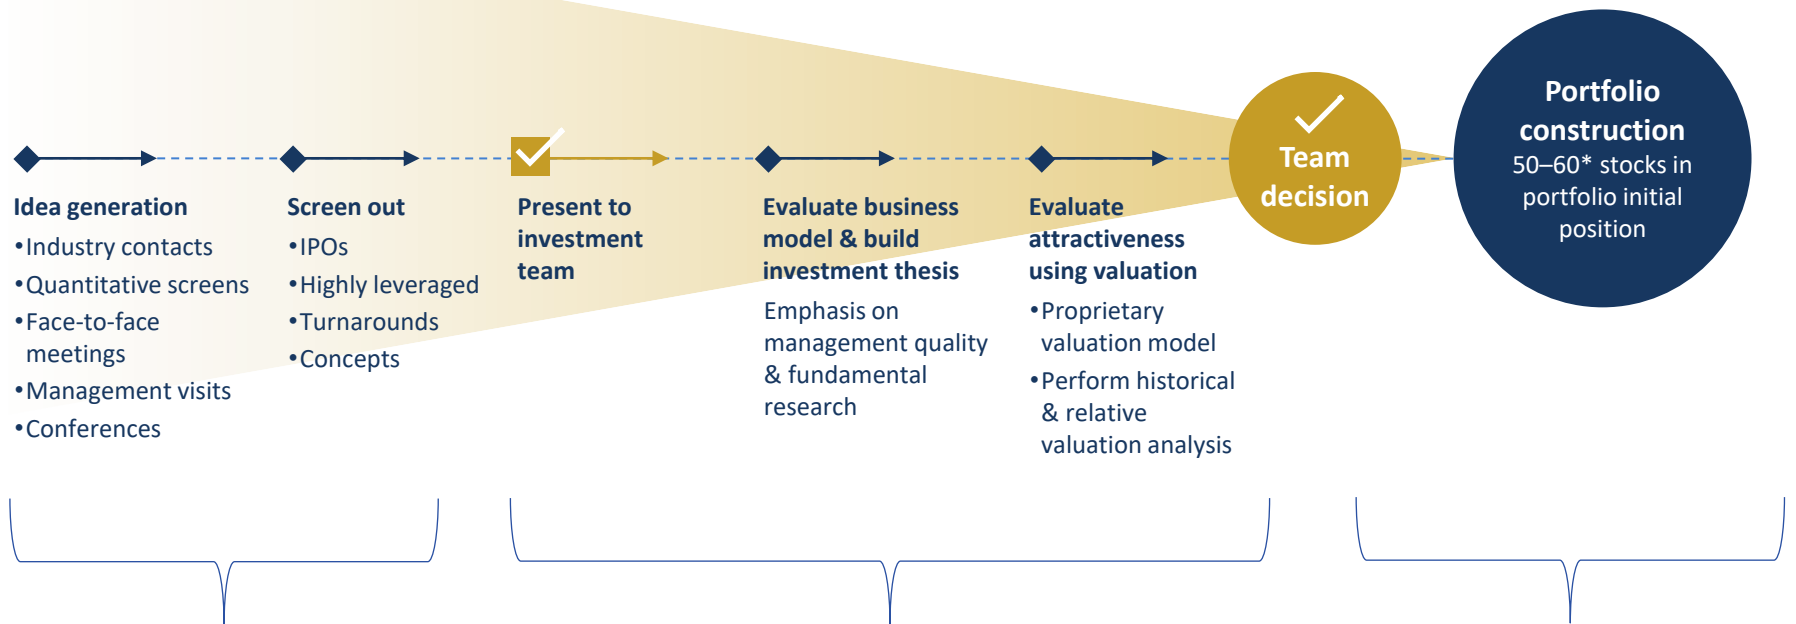 Idea generation
•Industry contacts
•Quantitative screens
•Face-to-face
meetings
•Management visits
•Conferences
Screen out
•IPOs
•Highly leveraged
•Turnarounds
•Concepts
Present to
investment
team
Evaluate business
model & build
investment thesis
Emphasis on
management quality
& fundamental
research
Evaluate
attractiveness
using valuation
•Proprietary
valuation model
•Perform historical
& relative
valuation analysis
Team
decision
Portfolio
construction
50–60* stocks in
portfolio initial
position